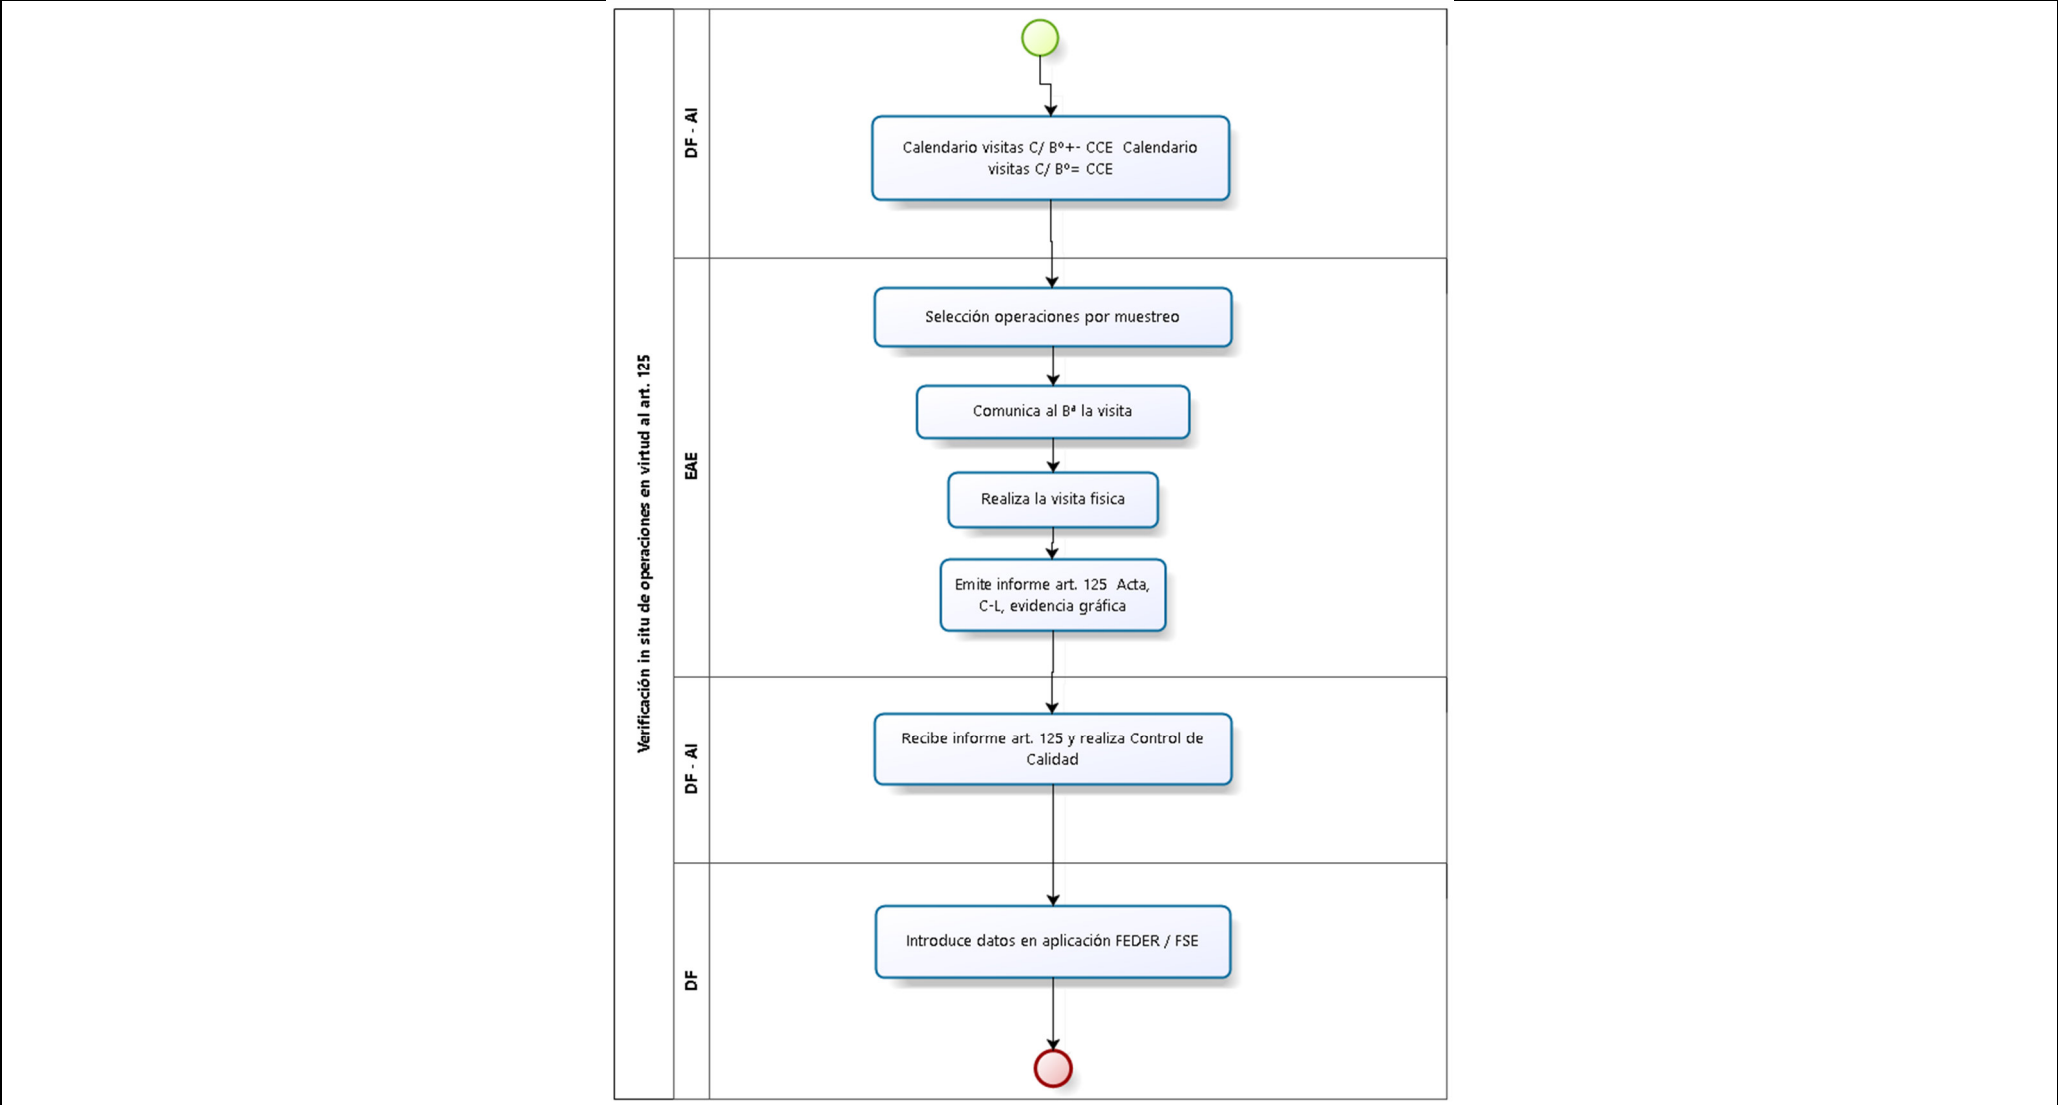 Verificación in situ de operaciones en virtud al art. 125
DF - AI
Calendario visitas C/ Bº+- CCE  Calendario
visitas C/ Bº= CCE
EAE
Selección operaciones por muestreo
Comunica al Bª la visita
Realiza la visita fisica
Emite informe art. 125  Acta,
C-L, evidencia gráfica
DF - AI
Recibe informe art. 125 y realiza Control de
Calidad
DF
Introduce datos en aplicación FEDER / FSE